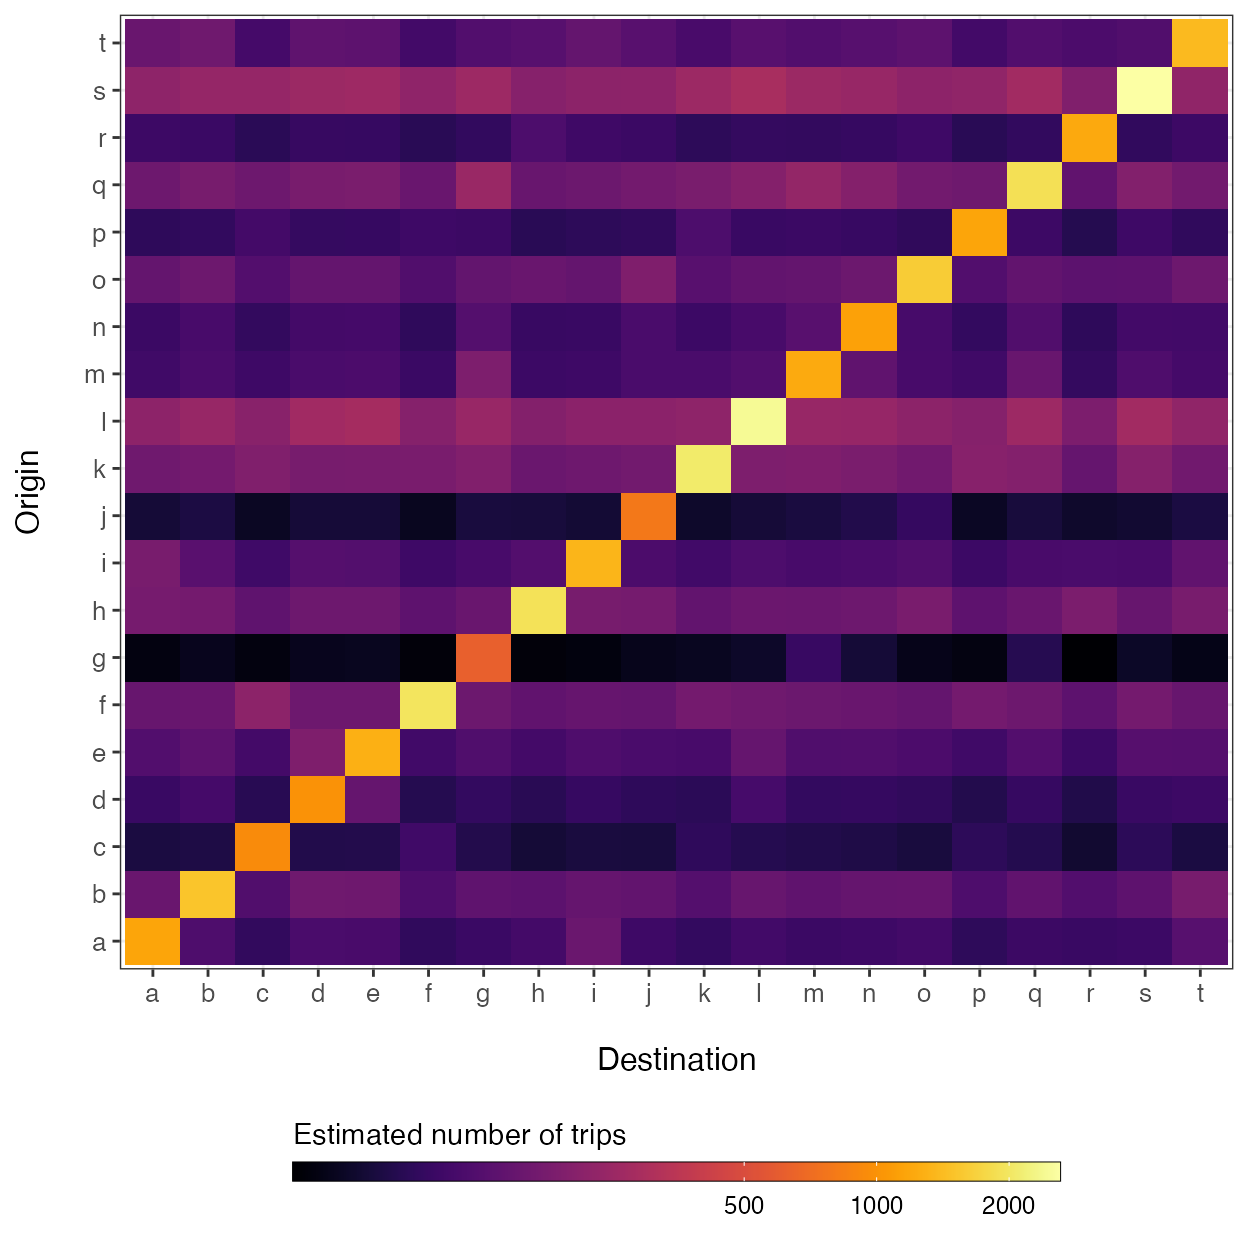 t
s
r
q
p
o
n
m
l
k
j
i
h
g
f
e
d
c
b
a
Origin
a b c d e f g h i j k l m n o p q r s t
Destination
Estimated number of trips
500 1000 2000